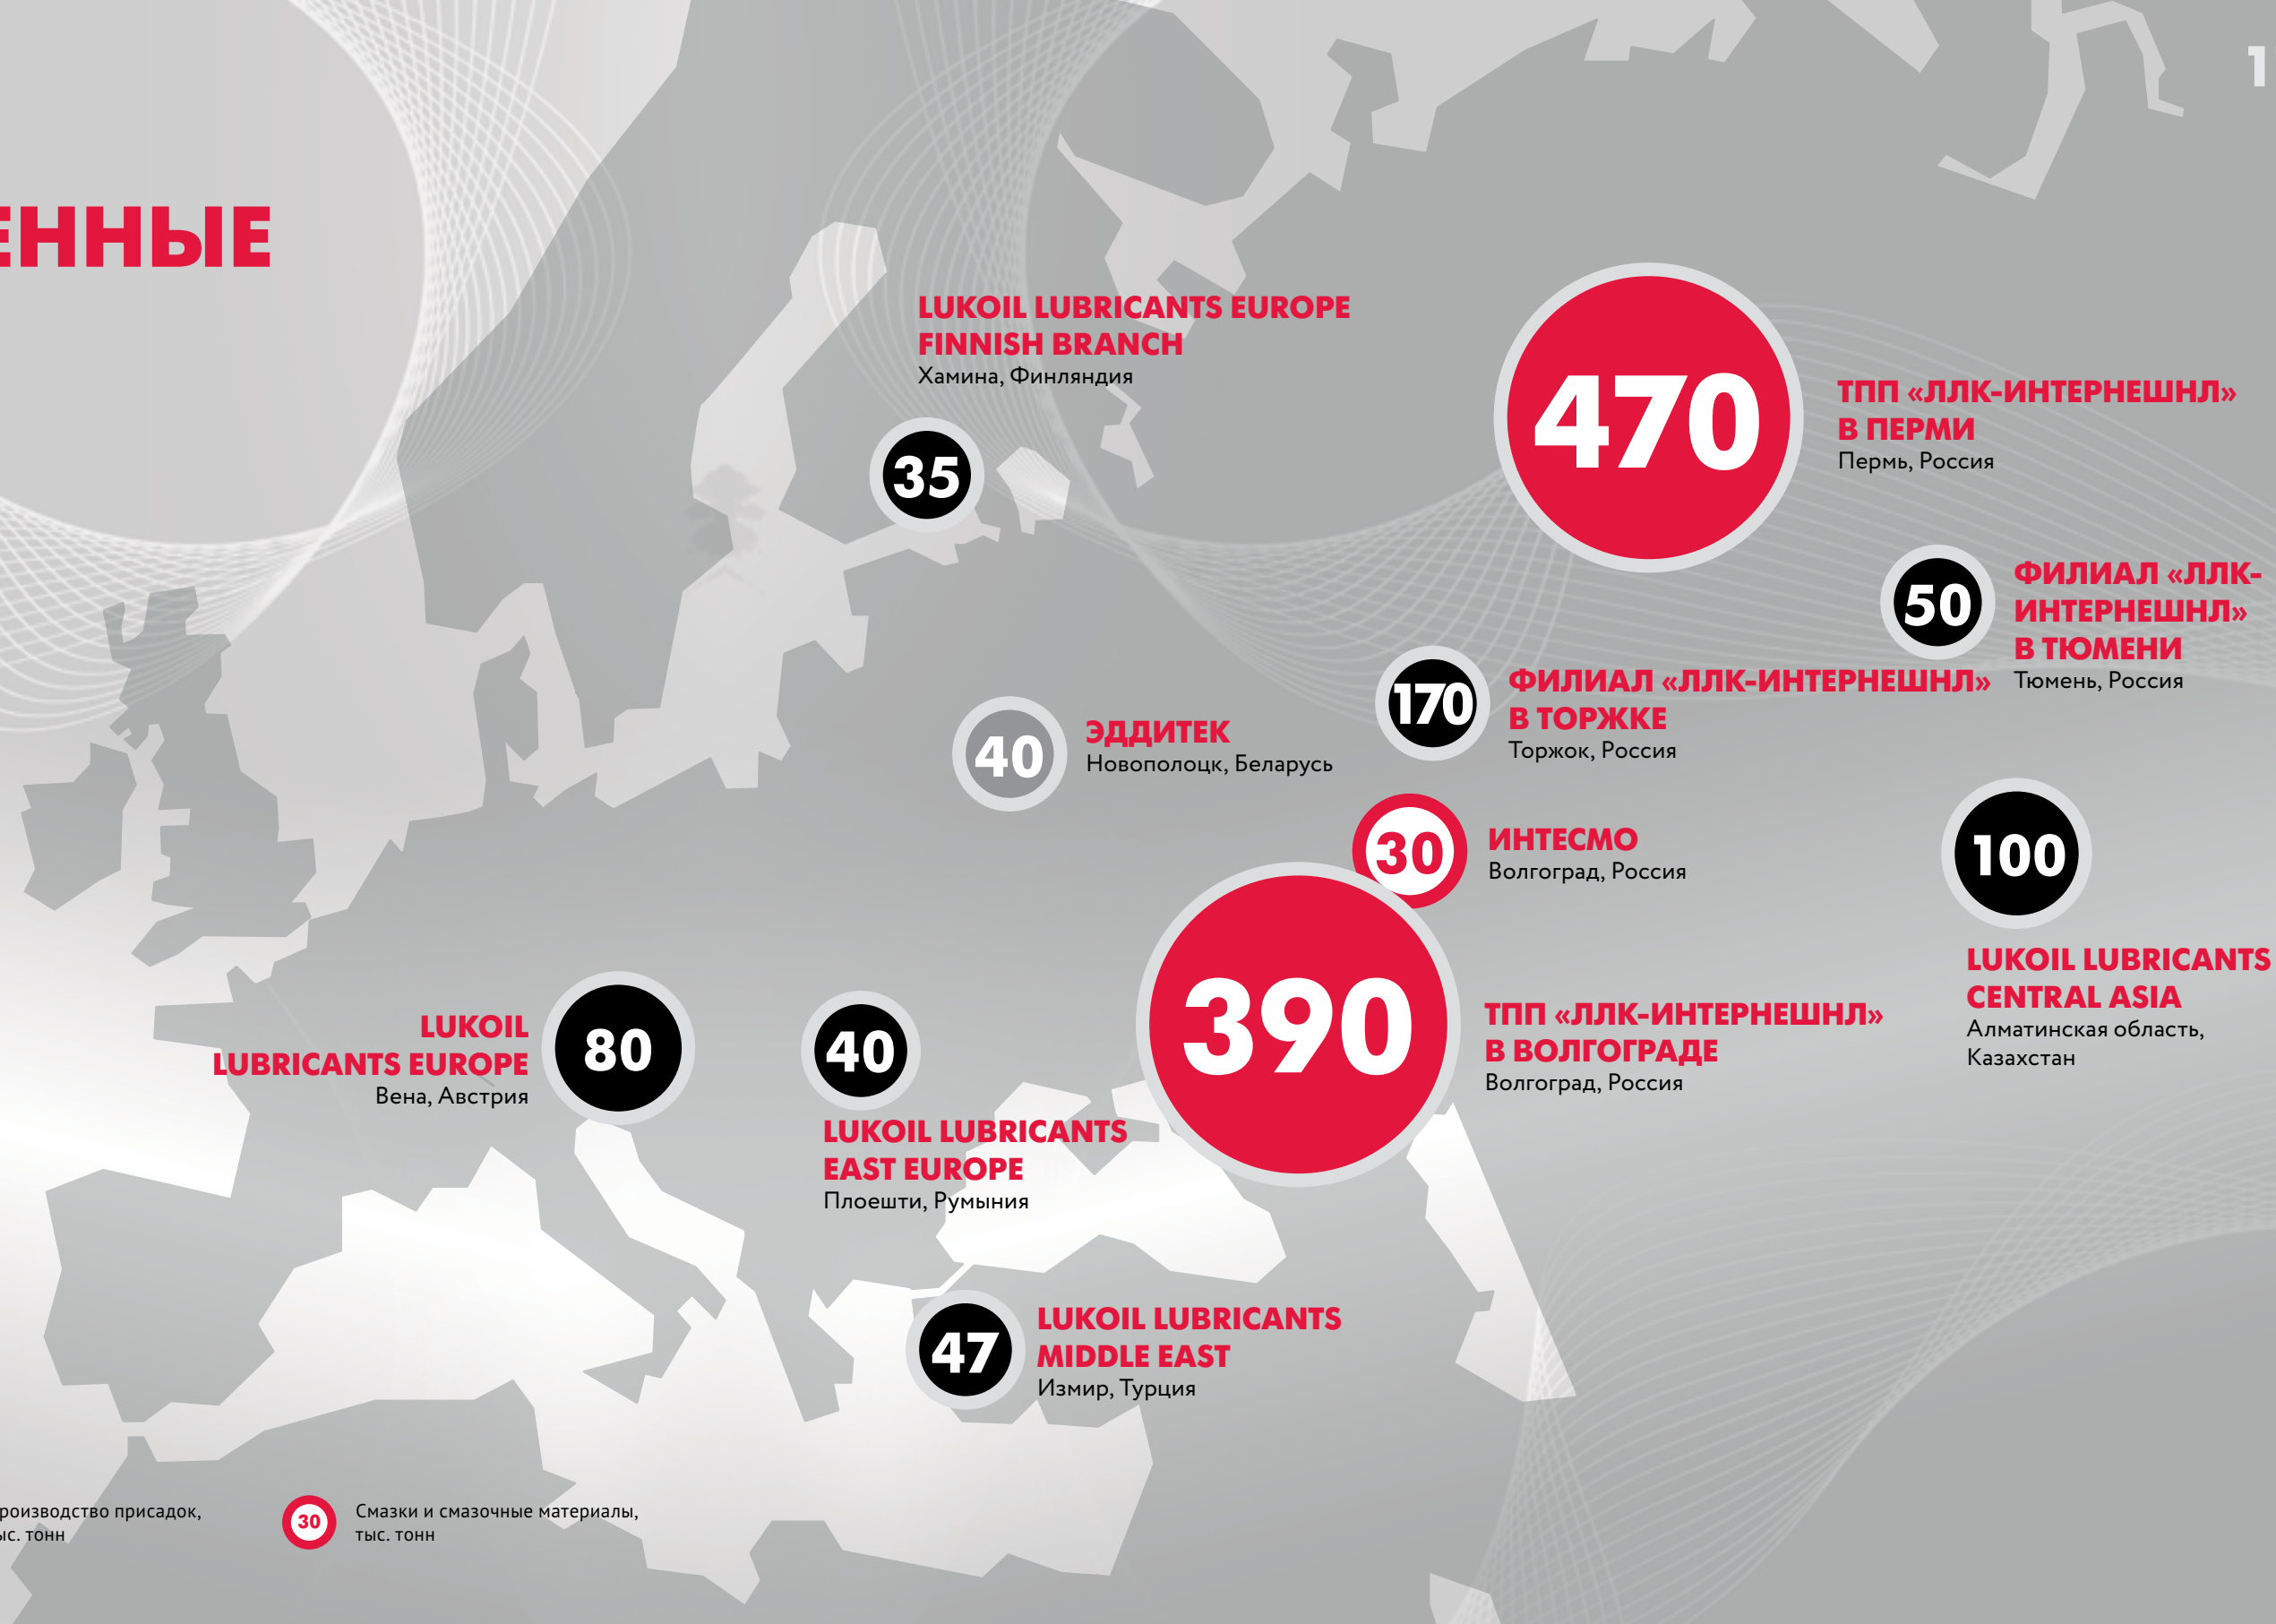 1
ЕННЫЕ
LUKOIL LUBRICANTS EUROPE
FINNISH BRANCH
Хамина, Финляндия
35
470
ТПП «ЛЛК-ИНТЕРНЕШНЛ»
В ПЕРМИ
Пермь, Россия
50
ФИЛИАЛ «ЛЛК-
ИНТЕРНЕШНЛ»
В ТЮМЕНИ
Тюмень, Россия
170
ФИЛИАЛ «ЛЛК-ИНТЕРНЕШНЛ»
В ТОРЖКЕ
Торжок, Россия
40
ЭДДИТЕК
Новополоцк, Беларусь
30
ИНТЕСМО
Волгоград, Россия
100
LUKOIL LUBRICANTS
CENTRAL ASIA
Алматинская область,
Казахстан
390
ТПП «ЛЛК-ИНТЕРНЕШНЛ»
В ВОЛГОГРАДЕ
Волгоград, Россия
LUKOIL
LUBRICANTS EUROPE
Вена, Австрия
80
40
LUKOIL LUBRICANTS
EAST EUROPE
Плоешти, Румыния
47
LUKOIL LUBRICANTS
MIDDLE EAST
Измир, Турция
роизводство присадок,
ыс. тонн
30
Смазки и смазочные материалы,
тыс. тонн